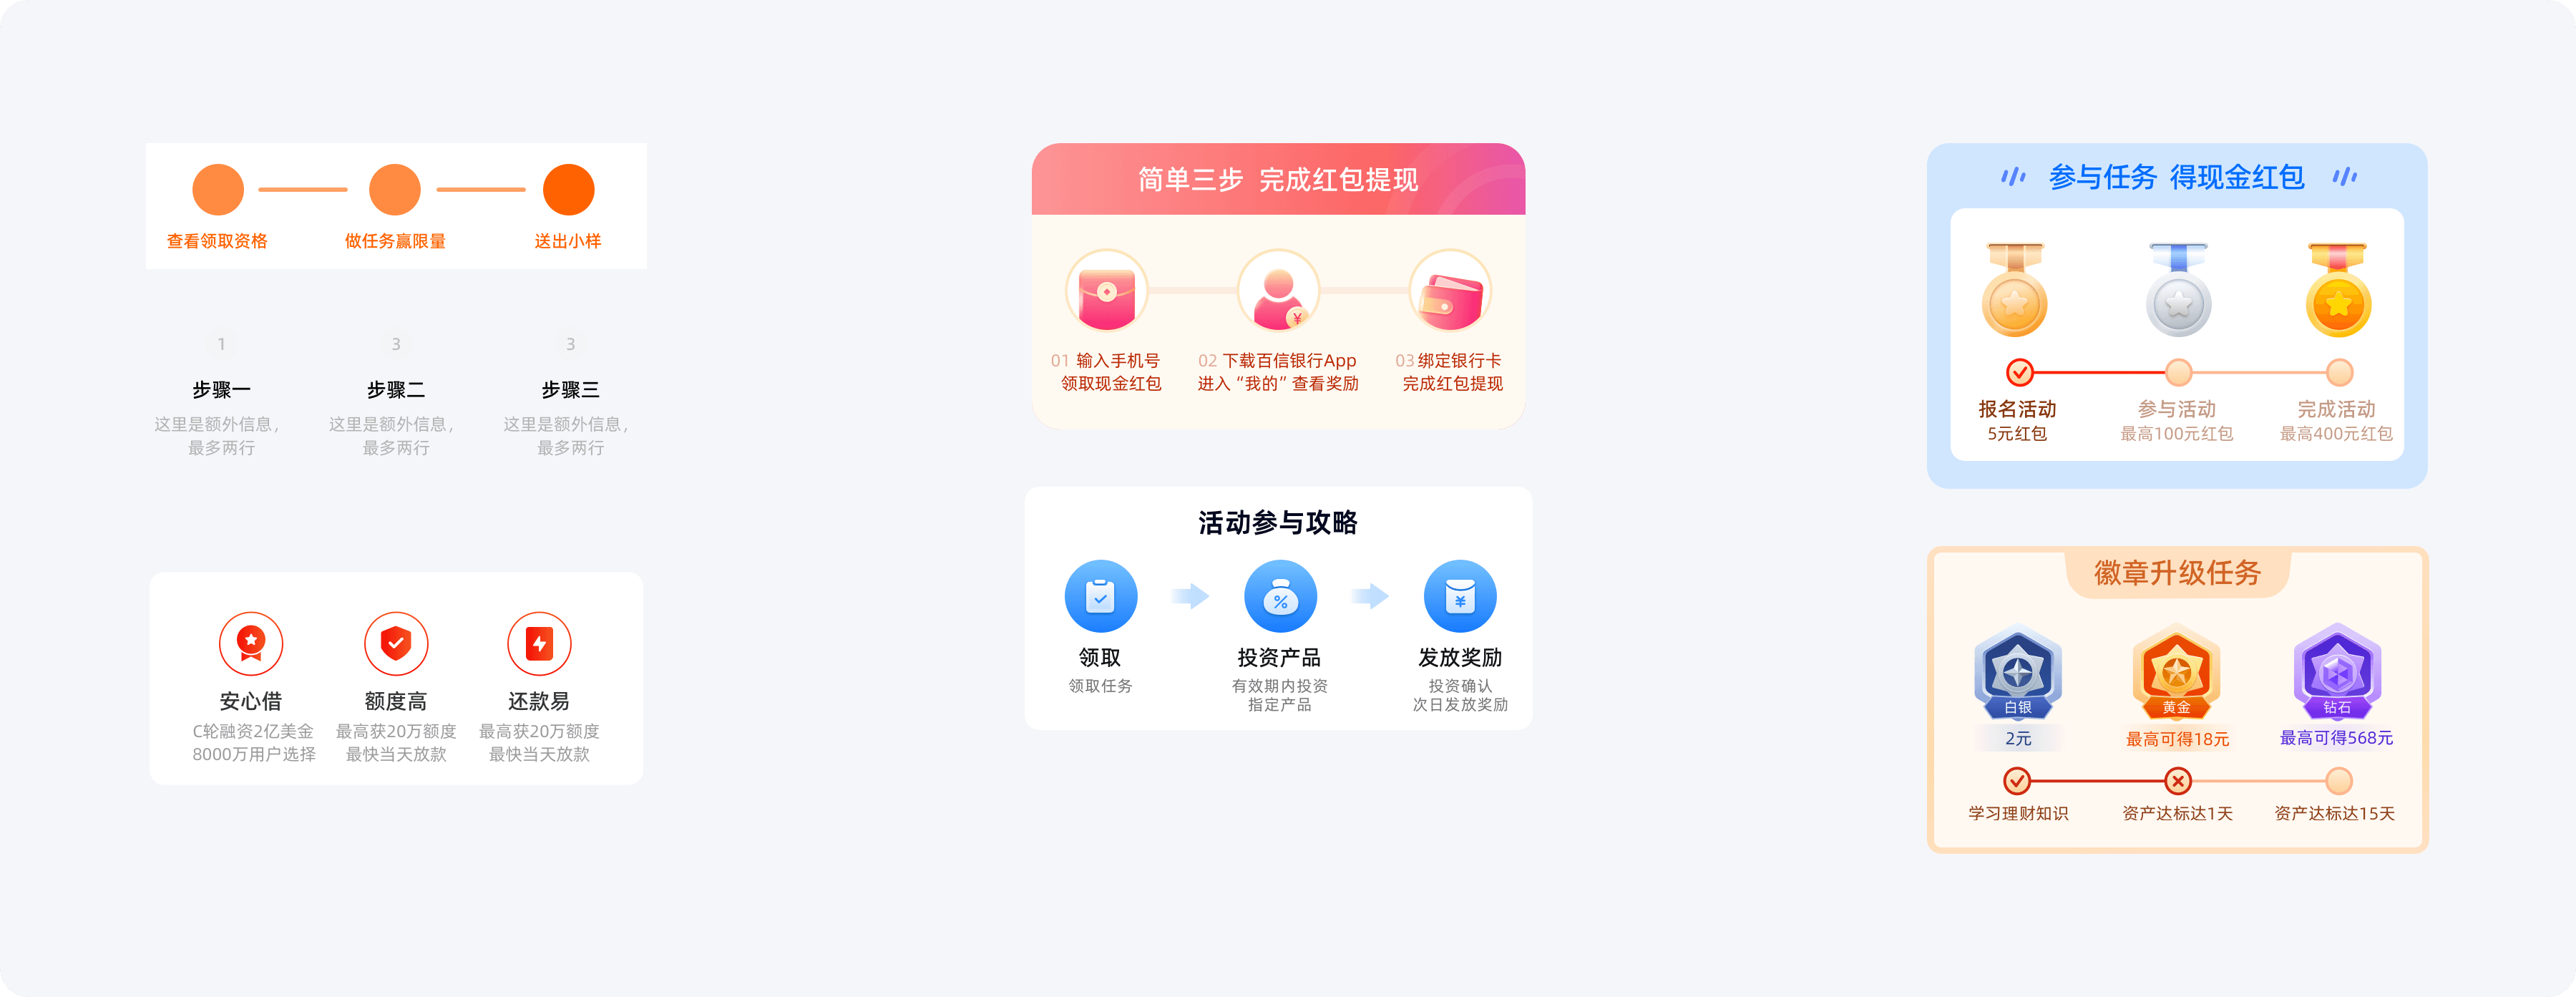 查看领取资格
做任务赢限量
送出小样
1
3
3
步骤一
步骤二
步骤三
这里是额外信息，
最多两行
这里是额外信息，
最多两行
这里是额外信息，
最多两行
安心借
C轮融资2亿美金
8000万用户选择
额度高
最高获20万额度
最快当天放款
还款易
最高获20万额度
最快当天放款
简单三步 完成红包提现
¥
01 输入手机号
领取现金红包
02 下载百信银行App
进入“我的”查看奖励
03 绑定银行卡
完成红包提现
活动参与攻略
%
¥
领取
领取任务
投资产品
有效期内投资
指定产品
发放奖励
投资确认
次日发放奖励
参与任务 得现金红包
报名活动
5元红包
参与活动
最高100元红包
完成活动
最高400元红包
徽章升级任务
白银
黄金
钻石
2元
最高可得18元
最高可得568元
学习理财知识
资产达标达1天
资产达标达15天